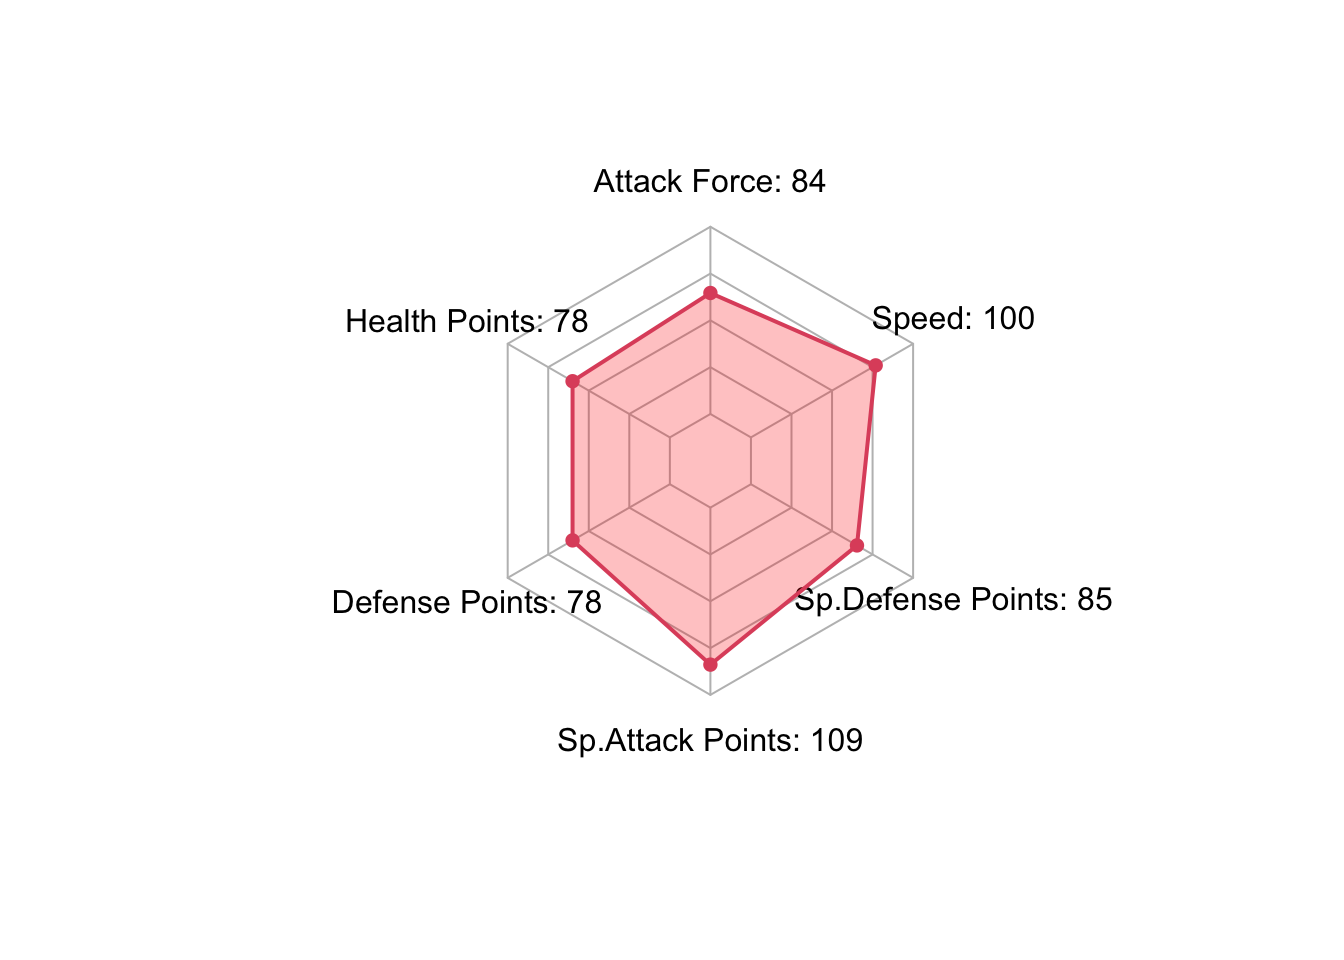 Attack Force: 84
Health Points: 78
Speed: 100
Defense Points: 78
Sp.Defense Points: 85
Sp.Attack Points: 109